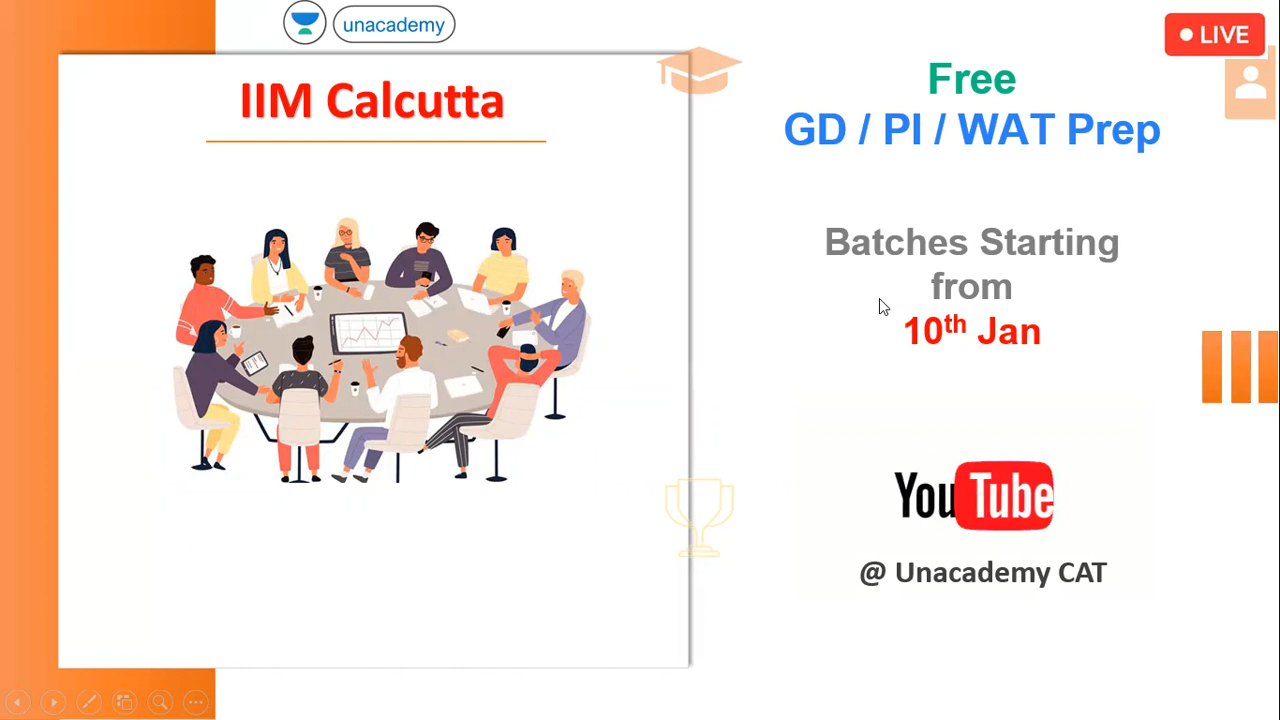 unacademy
LIVE
IIM Calcutta
Free
GD / PI / WAT Prep
Batches Starting
from
10th Jan
YouTube
@ Unacademy CAT